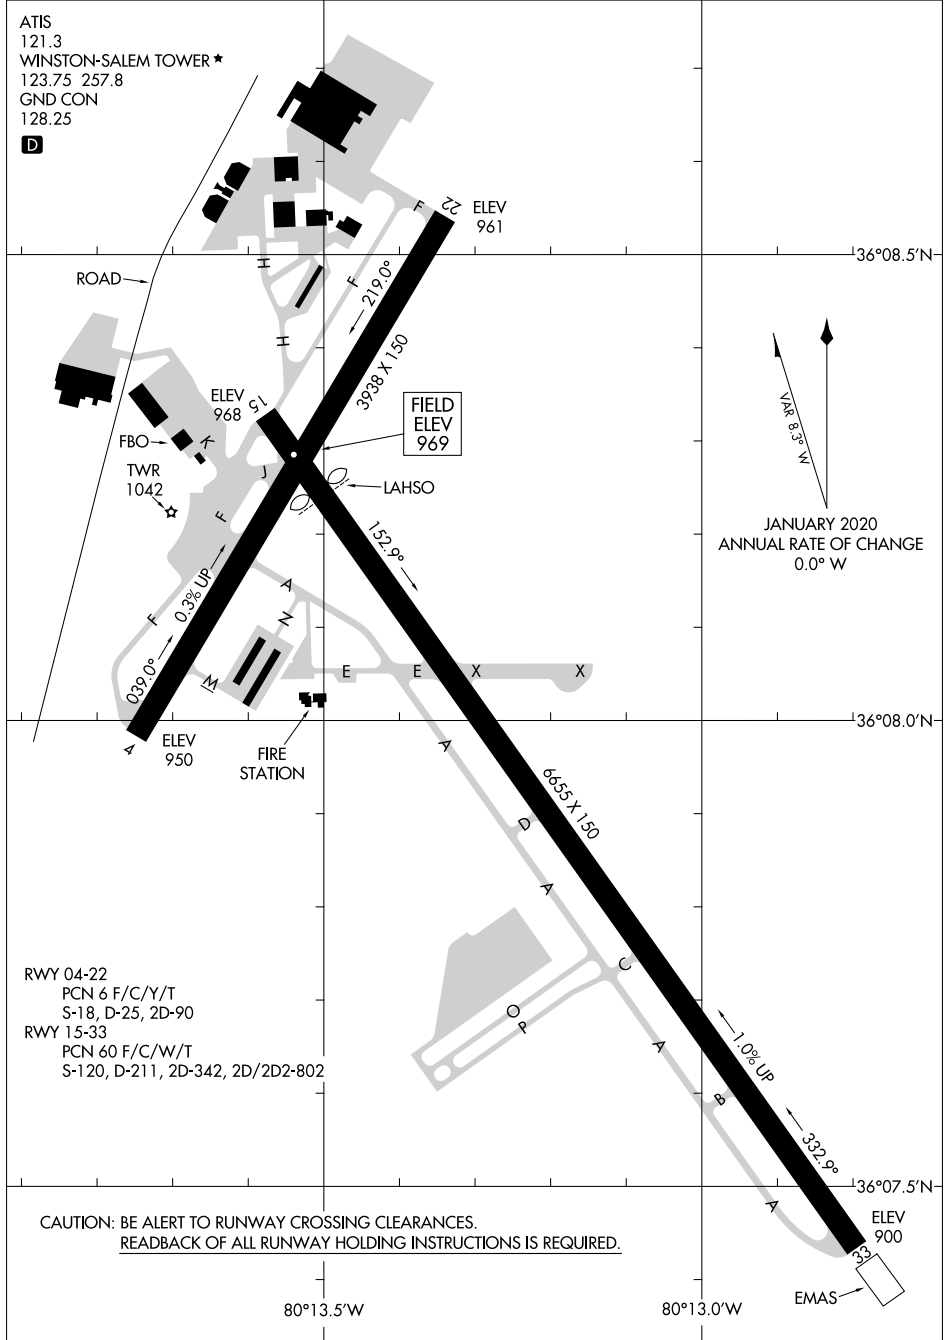 ATIS
121.3
WINSTON-SALEM TOWER ★
123.75 257.8
GND CON
128.25
D
F
22
ELEV
961
H
ROAD
F
219.0°
36°08.5'N
H
3938 X 150
VAR 8.3° W
ELEV
968
15
FIELD
ELEV
969
FBO
K
TWR
1042
J
LAHSO
F
152.9°
JANUARY 2020
ANNUAL RATE OF CHANGE
0.0° W
0.3% UP
A
F
N
039.0°
M
E
E
X
X
4
ELEV
950
FIRE
STATION
A
36°08.0'N
6655 X 150
D
A
C
RWY 04-22
PCN 6 F/C/Y/T
S-18, D-25, 2D-90
RWY 15-33
PCN 60 F/C/W/T
S-120, D-211, 2D-342, 2D/2D2-802
O
P
A
1.0% UP
B
332.9°
36°07.5'N
A
CAUTION: BE ALERT TO RUNWAY CROSSING CLEARANCES.
READBACK OF ALL RUNWAY HOLDING INSTRUCTIONS IS REQUIRED.
ELEV
900
33
EMAS
80°13.5'W
80°13.0'W